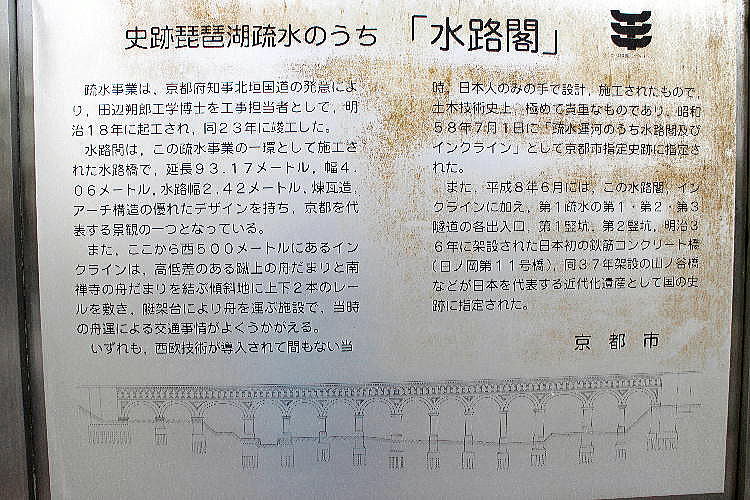 史跡琵琶湖疏水のうち 「水路閣」
疏水事業は、京都府知事北垣国道の発意によ
り，田辺朔郎工学博士を工事担当者として，明
治18年に起工され，同23年に竣工した。
水路閣は，この疏水事業の一環として施工さ
れた水路橋で，延長93.17メートル，幅4.
06メートル，水路幅2.42メートル，煉瓦造，
アーチ構造の優れたデザインを持ち，京都を代
表する景観の一つとなっている。
また，ここから西500メートルにあるイン
クラインは，高低差のある蹴上の舟だまりと南
禅寺の舟だまりを結ぶ傾斜地に上下2本のレー
ルを敷き，艇架台により舟を運ぶ施設で，当時
の舟運による交通事情がよくうかがえる。
いずれも，西欧技術が導入されて間もない当
時，日本人のみの手で設計，施工されたもので，
土木技術史上，極めて貴重なものであり，昭和
58年7月1日に「疏水運河のうち水路閣及び
インクライン」として京都市指定史跡に指定さ
れた。
また，平成8年6月には，この水路閣，イン
クラインに加え，第1疏水の第1・第2・第3
隧道の各出入口，第1竪坑，第2竪坑，明治3
6年に架設された日本初の鉄筋コンクリート橋
（日ノ岡第11号橋），同37年架設の山ノ谷橋
などが日本を代表する近代化遺産として国の史
跡に指定された。
京都市